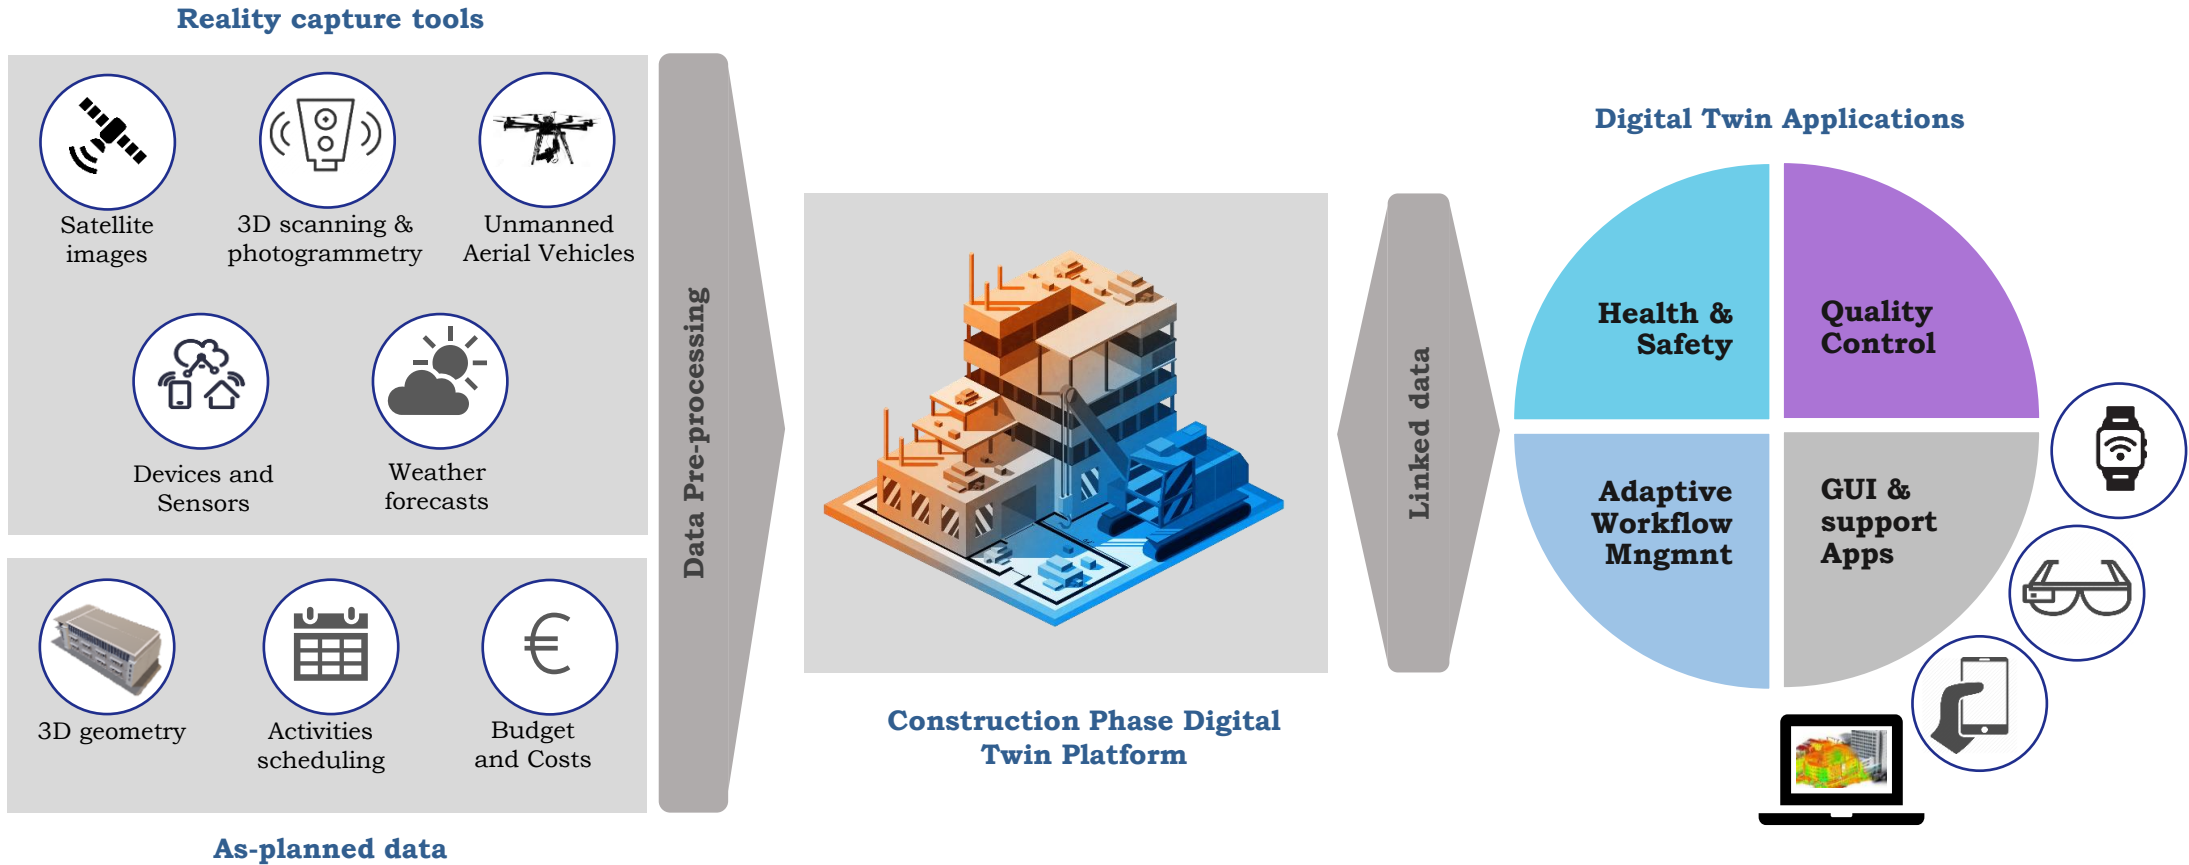 Reality capture tools
Satellite
images
3D scanning &
photogrammetry
Unmanned
Aerial Vehicles
Devices and
Sensors
Weather
forecasts
3D geometry
Activities
scheduling
Budget
and Costs
As-planned data
Data Pre-processing
Construction Phase Digital
Twin Platform
Linked data
Digital Twin Applications
Health &
Safety
Quality
Control
Adaptive
Workflow
Mngmnt
GUI &
support
Apps